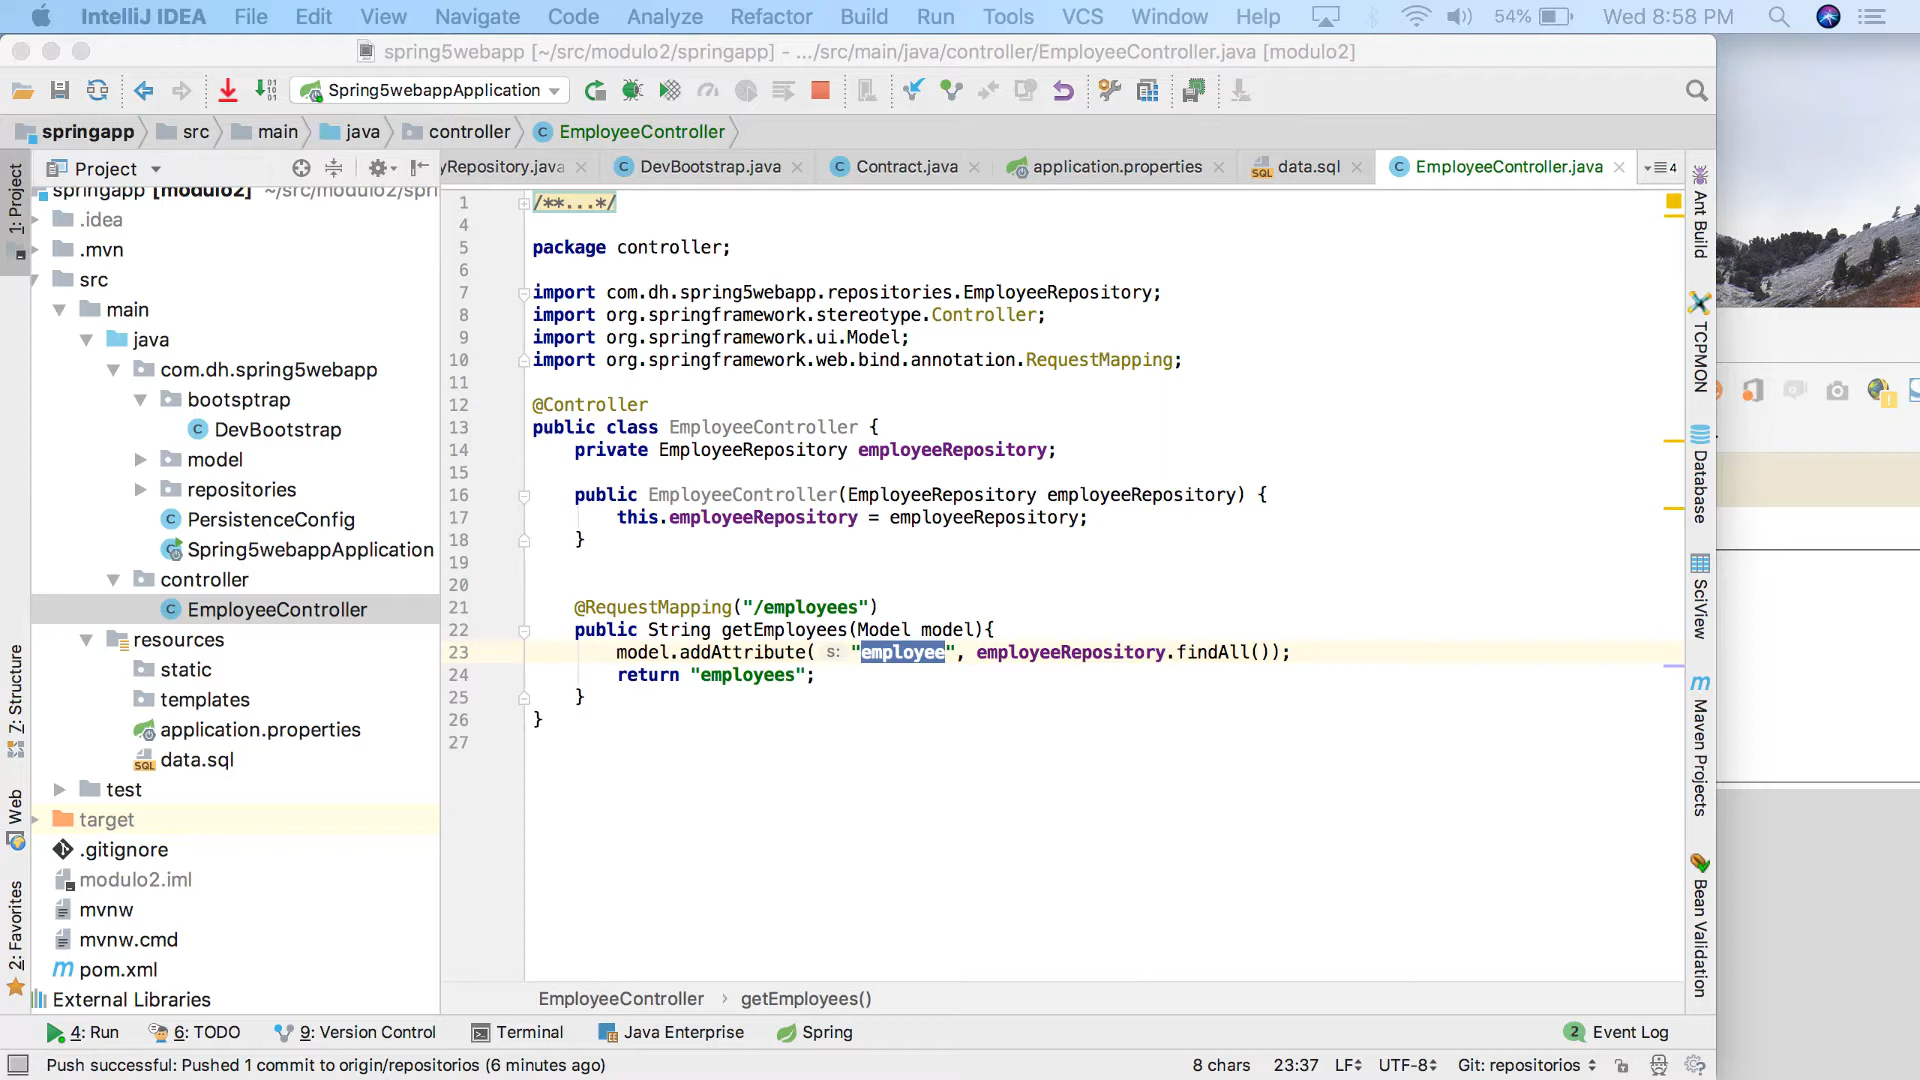 IntelliJ IDEA File Edit View Navigate Code Analyze Refactor Build Run Tools VCS Window Help 54% Wed 8:58 PM
spring5webapp [~/src/modulo2/springapp] - .../src/main/java/controller/EmployeeController.java [modulo2]
Spring5webappApplication
springapp src main java controller EmployeeController
Project
yRepository.java DevBootstrap.java Contract.java application.properties data.sql EmployeeController.java 4
springapp [modulo2] ~/src/modulo2/spri
.idea
.mvn
src
main
java
com.dh.spring5webapp
bootsptrap
DevBootstrap
model
repositories
PersistenceConfig
Spring5webappApplication
controller
EmployeeController
resources
static
templates
application.properties
data.sql
test
target
.gitignore
modulo2.iml
mvnw
mvnw.cmd
pom.xml
External Libraries
1: Project
Z: Structure
Web
2: Favorites
1 /**...*/
4
5 package controller;
6
7 import com.dh.spring5webapp.repositories.EmployeeRepository;
8 import org.springframework.stereotype.Controller;
9 import org.springframework.ui.Model;
10 import org.springframework.web.bind.annotation.RequestMapping;
11
12 @Controller
13 public class EmployeeController {
14 private EmployeeRepository employeeRepository;
15
16 public EmployeeController(EmployeeRepository employeeRepository) {
17 this.employeeRepository = employeeRepository;
18 }
19
20
21 @RequestMapping("/employees")
22 public String getEmployees(Model model){
23 model.addAttribute( s: "employee", employeeRepository.findAll());
24 return "employees";
25 }
26 }
27
EmployeeController › getEmployees()
Ant Build
TCPMON
Database
SciView
Maven Projects
Bean Validation
4: Run 6: TODO 9: Version Control Terminal Java Enterprise Spring 2 Event Log
Push successful: Pushed 1 commit to origin/repositorios (6 minutes ago) 8 chars 23:37 LF UTF-8 Git: repositorios